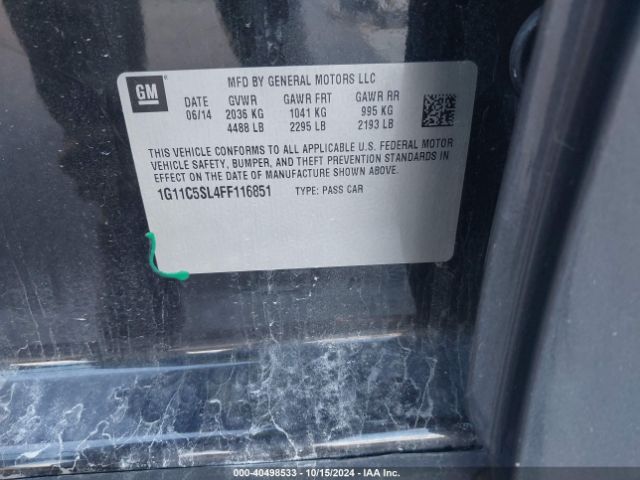 GM ®
MFD BY GENERAL MOTORS LLC
DATE GVWR GAWR FRT GAWR RR
06/14 2036 KG 1041 KG 995 KG
4488 LB 2295 LB 2193 LB
THIS VEHICLE CONFORMS TO ALL APPLICABLE U.S. FEDERAL MOTOR
VEHICLE SAFETY, BUMPER, AND THEFT PREVENTION STANDARDS IN
EFFECT ON THE DATE OF MANUFACTURE SHOWN ABOVE.
1G11C5SL4FF116851 TYPE: PASS CAR
000-40498533 - 10/15/2024 - IAA Inc.